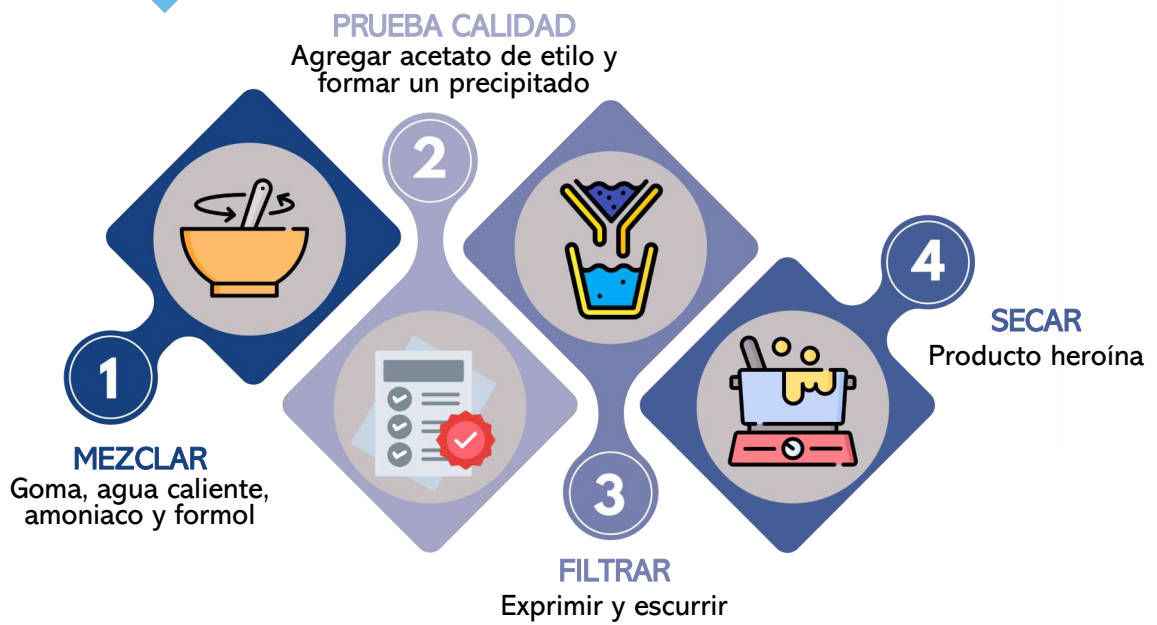 PRUEBA CALIDAD
Agregar acetato de etilo y
formar un precipitado
2
4
SECAR
Producto heroína
1
MEZCLAR
Goma, agua caliente,
amoniaco y formol
3
FILTRAR
Exprimir y escurrir